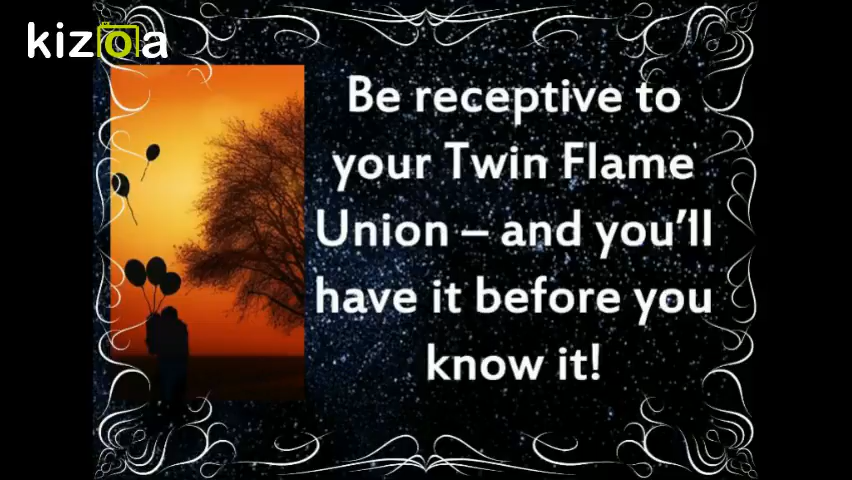 kizoa
Be receptive to
your Twin Flame
Union – and you’ll
have it before you
know it!